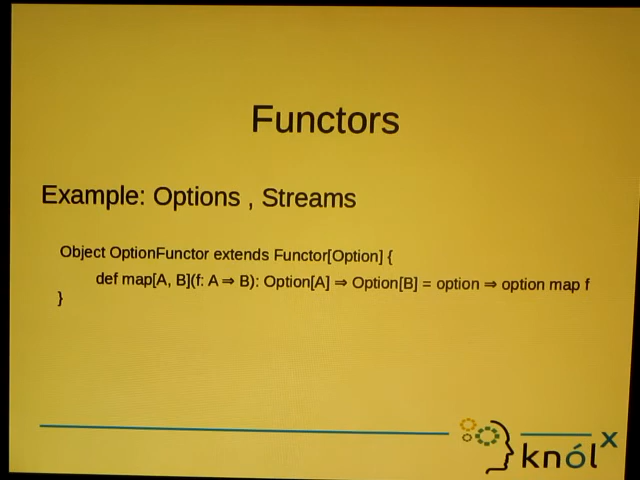 Functors
Example: Options , Streams
Object OptionFunctor extends Functor[Option] {
def map[A, B](f: A ⇒ B): Option[A] ⇒ Option[B] = option ⇒ option map f
}
knólx